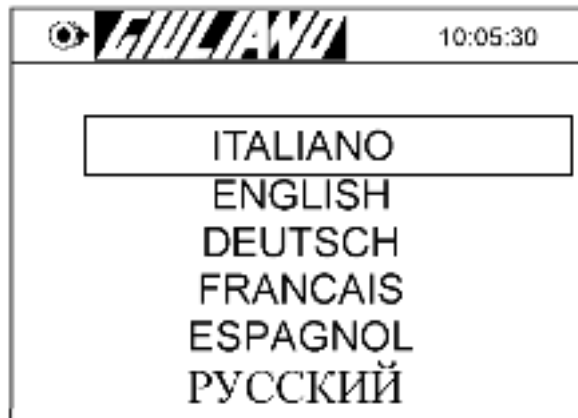 GIULIANO 10:05:30
ITALIANO
ENGLISH
DEUTSCH
FRANCAIS
ESPAGNOL
РУССКИЙ